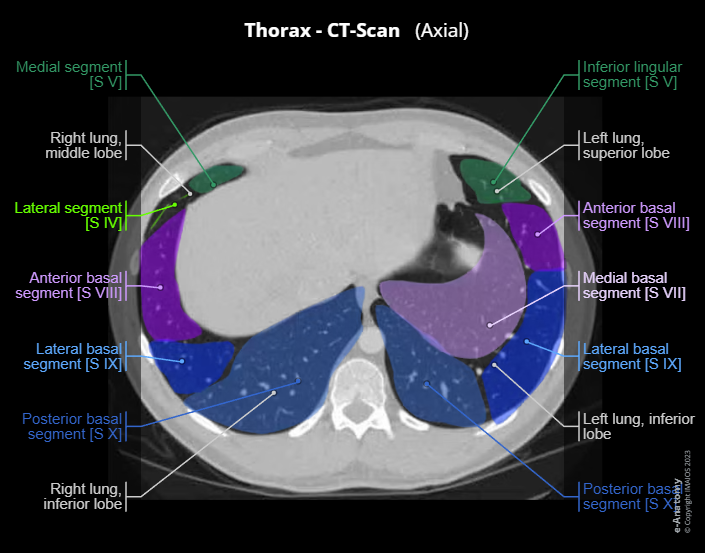 Thorax - CT-Scan (Axial)
Medial segment
[S V]
Right lung,
middle lobe
Lateral segment
[S IV]
Anterior basal
segment [S VIII]
Lateral basal
segment [S IX]
Posterior basal
segment [S X]
Right lung,
inferior lobe
Inferior lingular
segment [S V]
Left lung,
superior lobe
Anterior basal
segment [S VIII]
Medial basal
segment [S VII]
Lateral basal
segment [S IX]
Left lung, inferior
lobe
Posterior basal
segment [S X]
e-Anatomy
© Copyright IMAIOS 2023